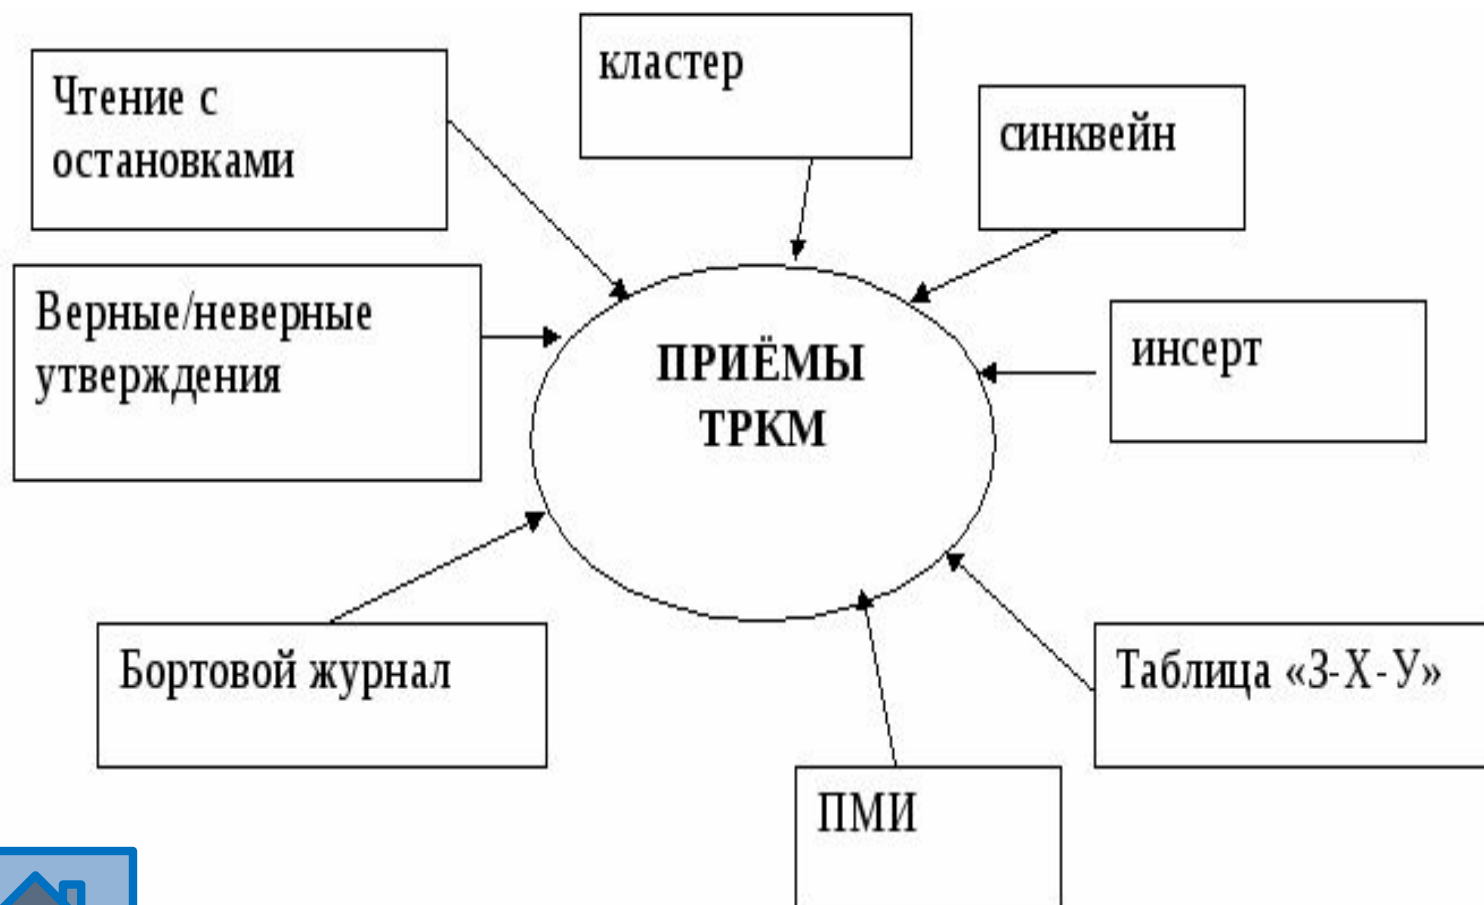 кластер
Чтение с
остановками
синквейн
Верные/неверные
утверждения
ПРИЁМЫ
ТРКМ
инсерт
Бортовой журнал
Таблица «З-Х-У»
ПМИ